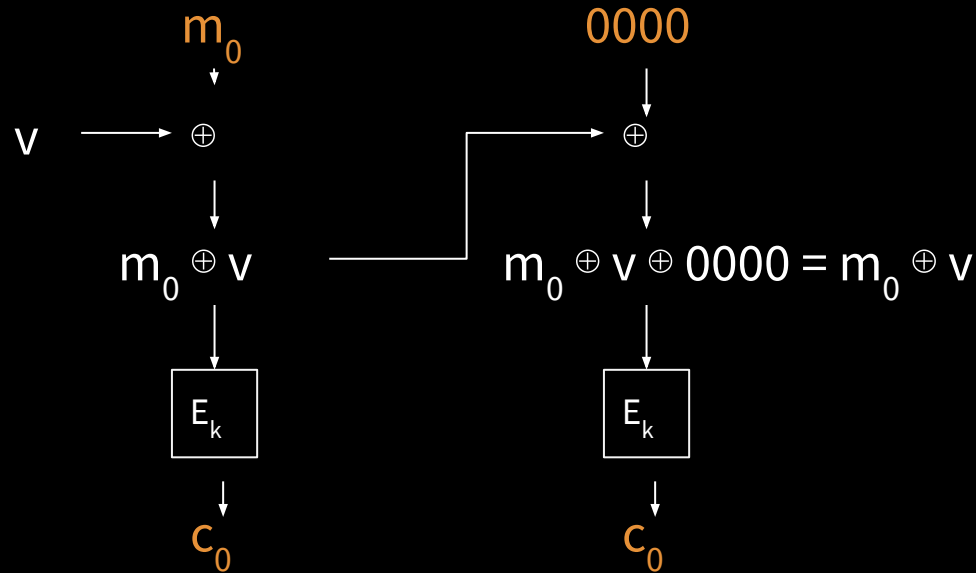 m₀ 0000
v ⊕ ⊕
m₀ ⊕ v m₀ ⊕ v ⊕ 0000 = m₀ ⊕ v
Eₖ Eₖ
c₀ c₀